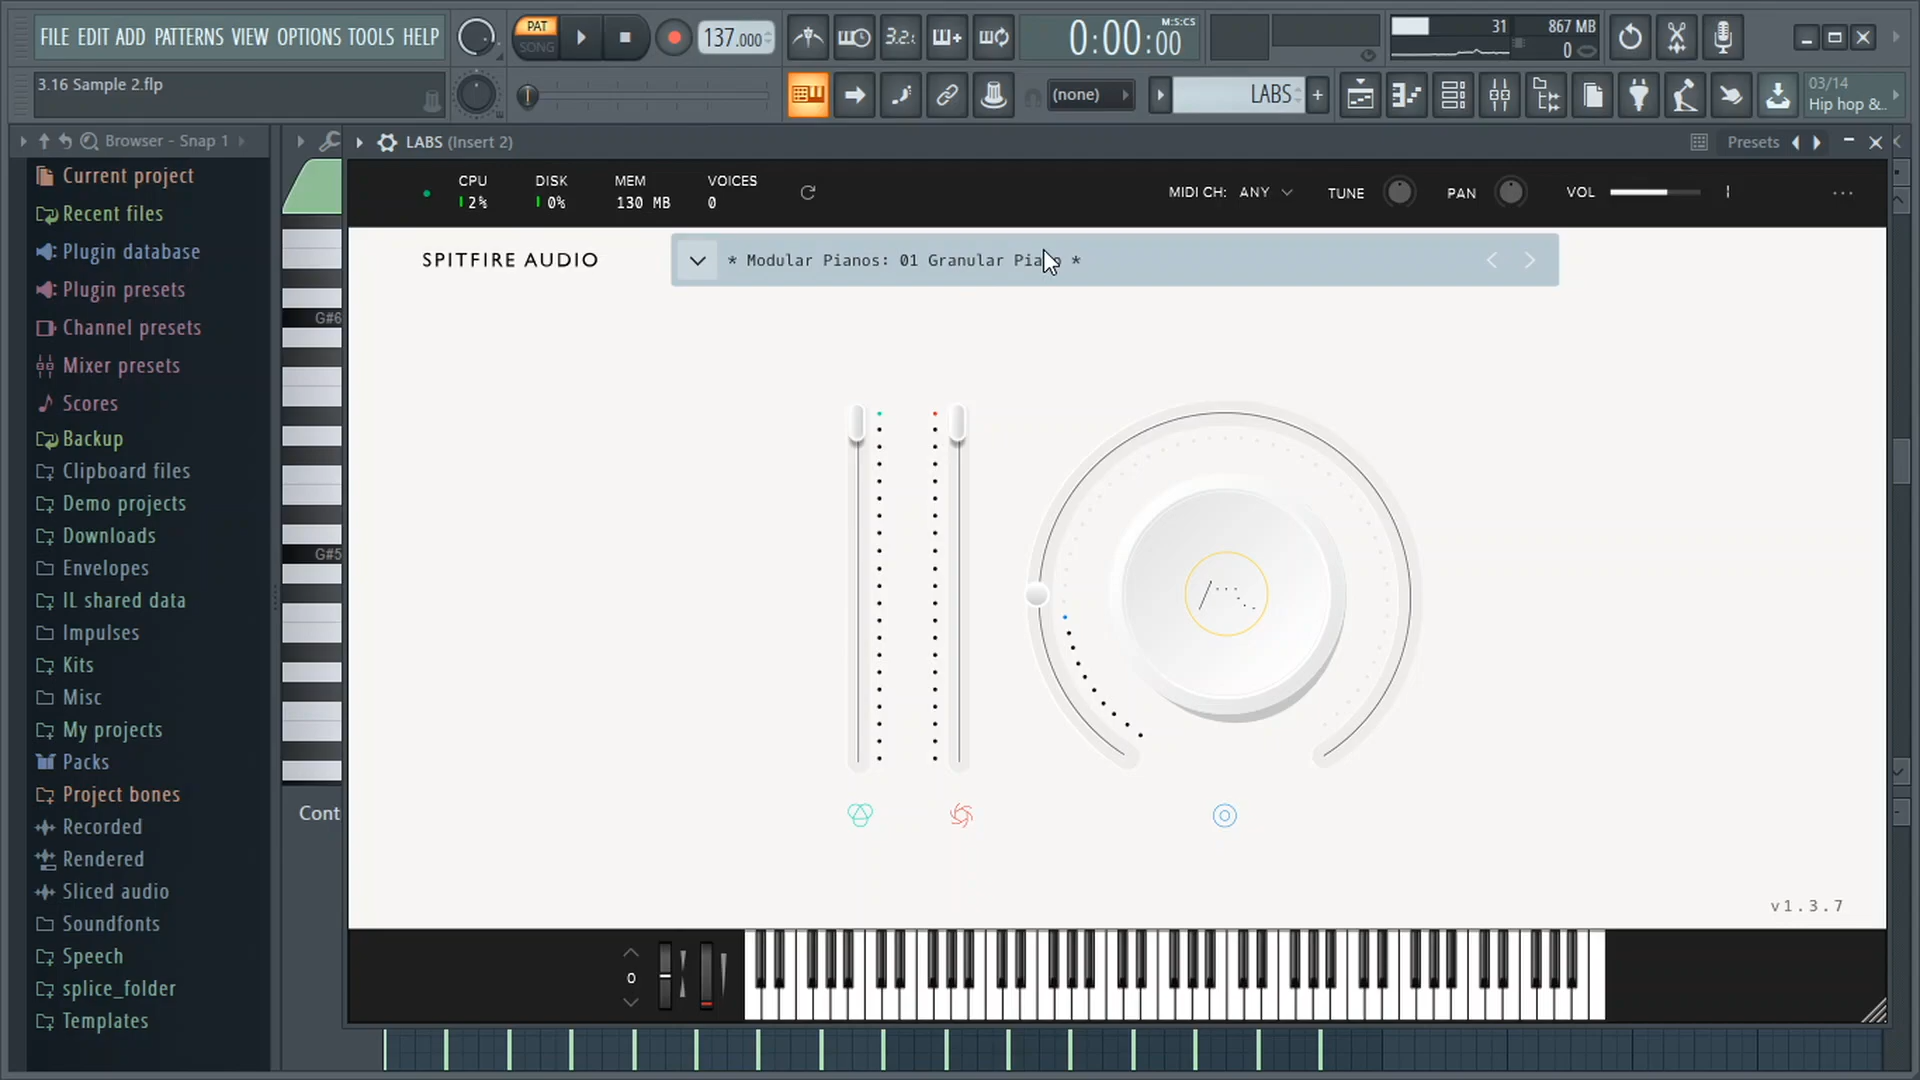 FILE EDIT ADD PATTERNS VIEW OPTIONS TOOLS HELP
PAT
SONG
137.000
3.2
0:00:00
M:S:CS
31
867 MB
0
3.16 Sample 2.flp
(none)
LABS
03/14
Hip hop &..
Browser - Snap 1
LABS (Insert 2)
Presets
Current project
Recent files
Plugin database
Plugin presets
Channel presets
Mixer presets
Scores
Backup
Clipboard files
Demo projects
Downloads
Envelopes
IL shared data
Impulses
Kits
Misc
My projects
Packs
Project bones
Recorded
Rendered
Sliced audio
Soundfonts
Speech
splice_folder
Templates
G#6
G#5
Cont
CPU
2%
DISK
0%
MEM
130 MB
VOICES
0
MIDI CH: ANY
TUNE
PAN
VOL
SPITFIRE AUDIO
* Modular Pianos: 01 Granular Piano *
v1.3.7
0